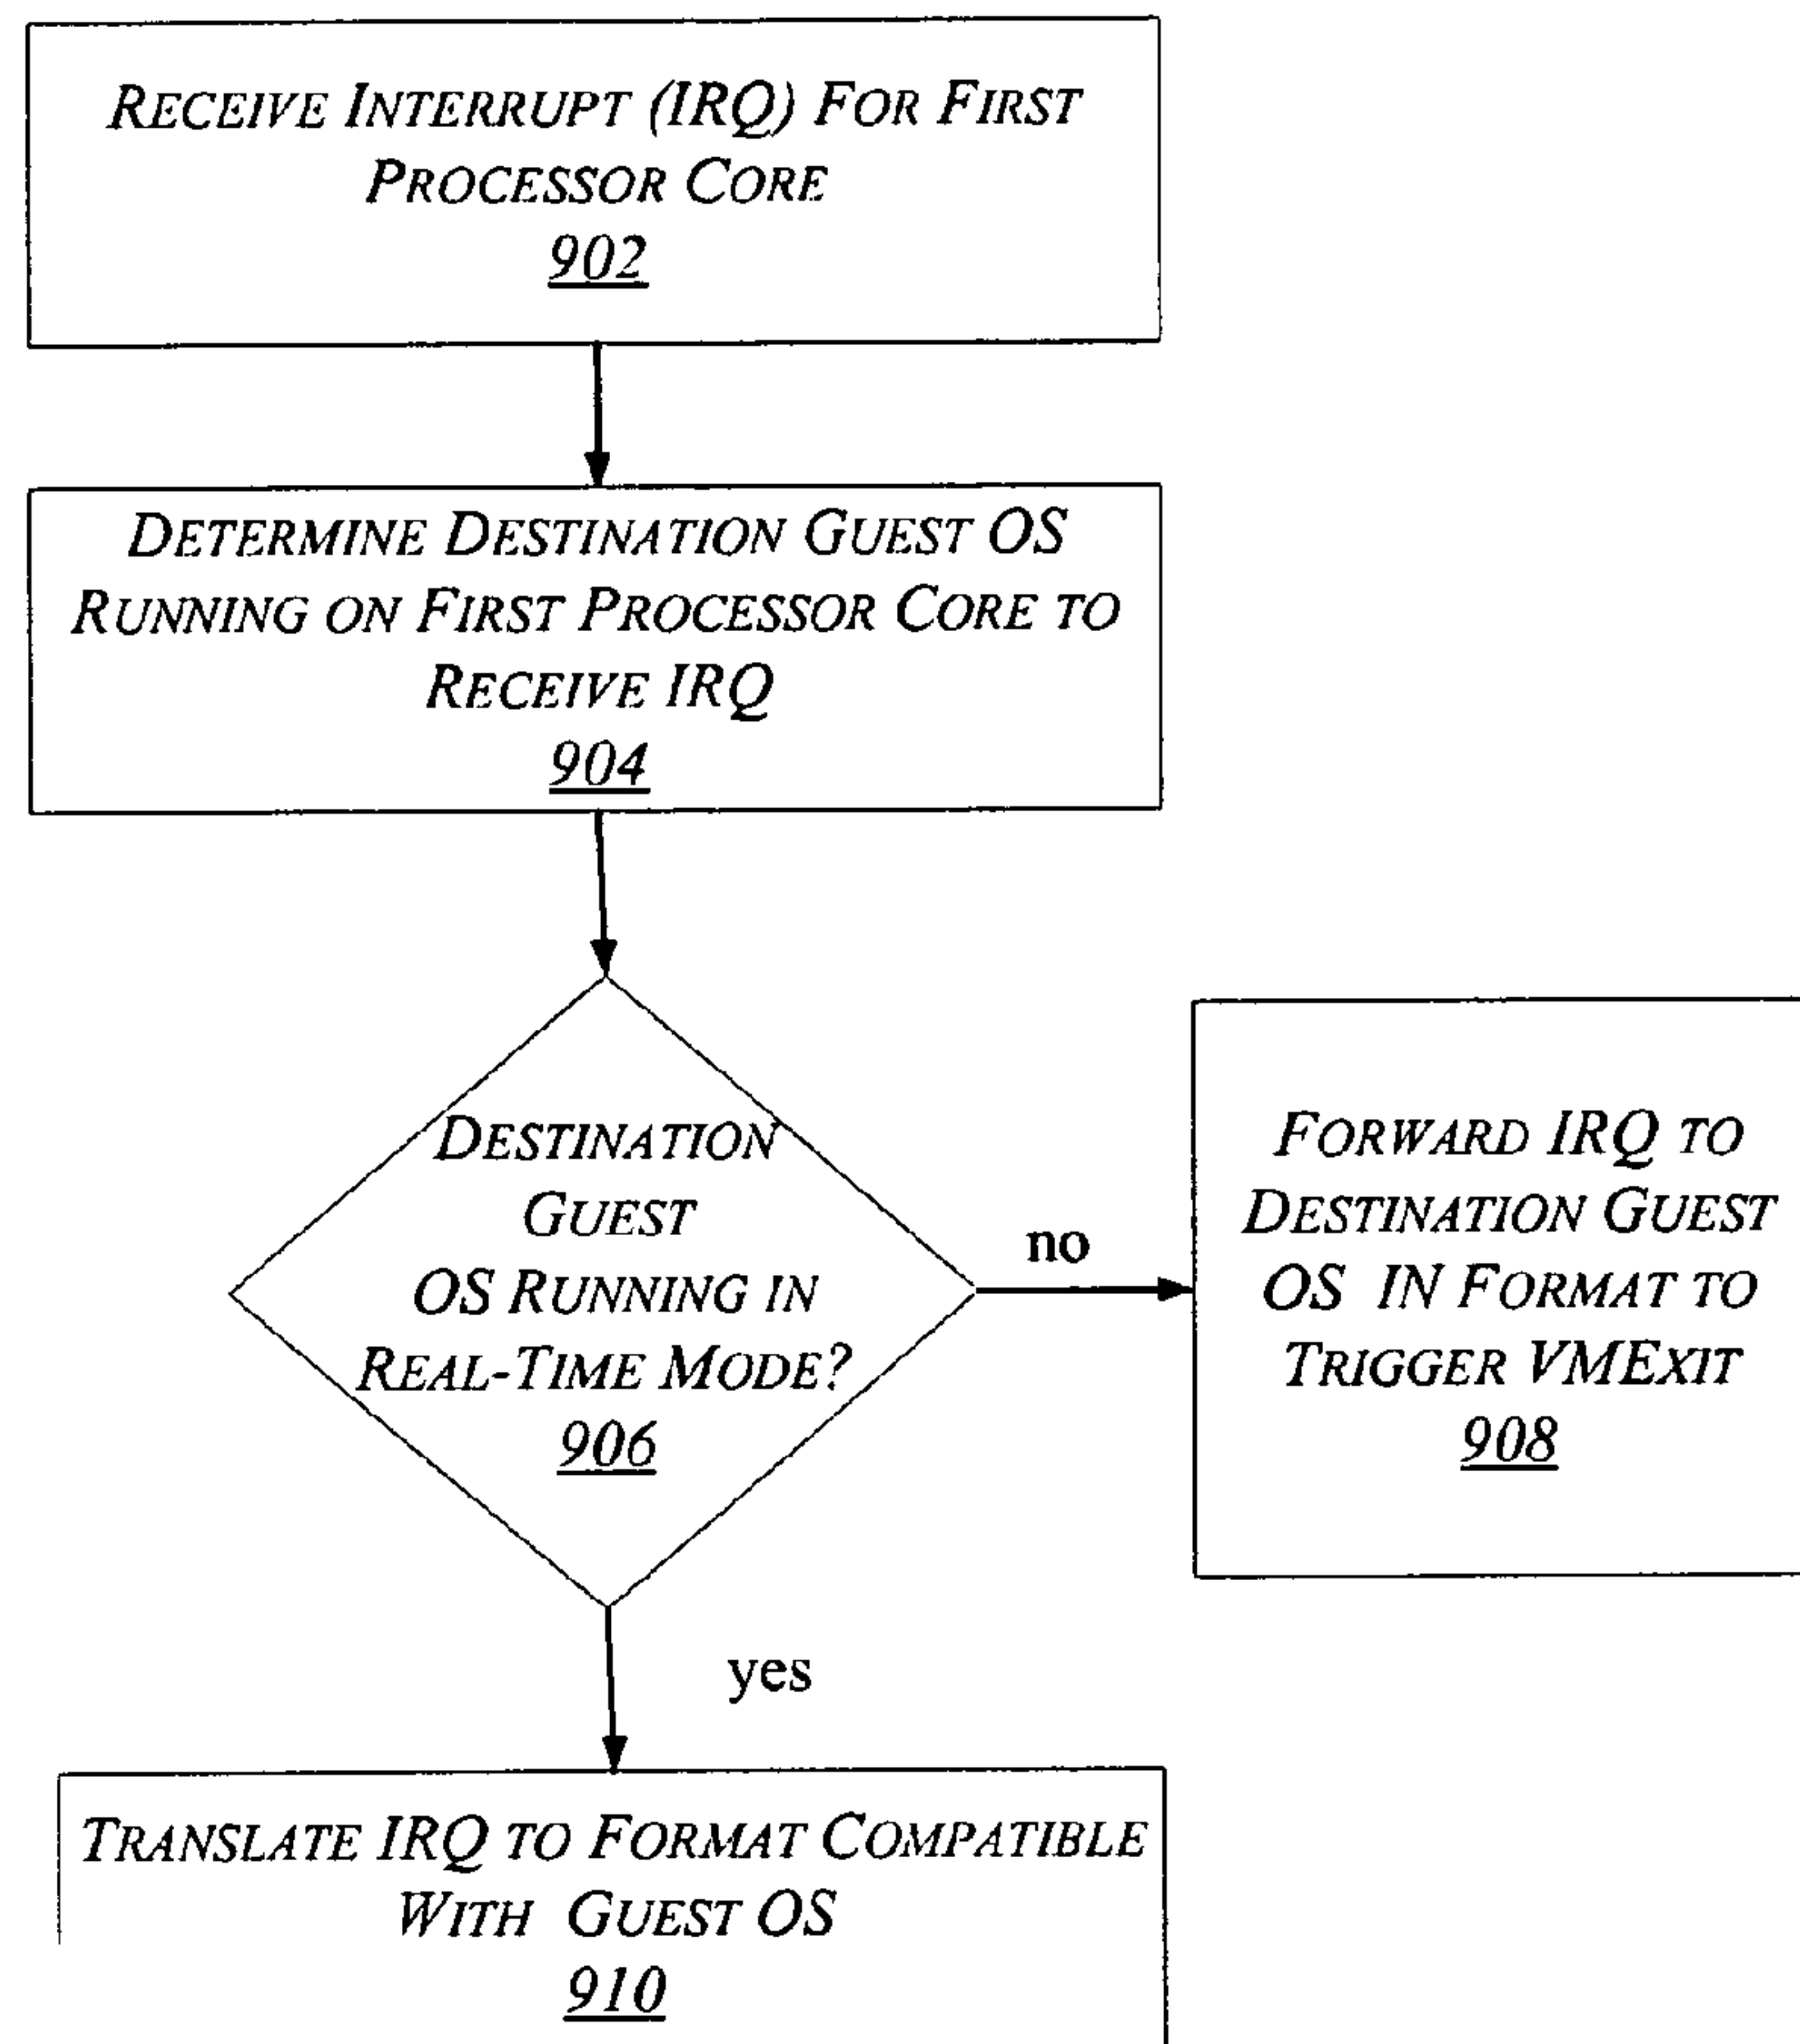 RECEIVE INTERRUPT (IRQ) FOR FIRST
PROCESSOR CORE
902
DETERMINE DESTINATION GUEST OS
RUNNING ON FIRST PROCESSOR CORE TO
RECEIVE IRQ
904
DESTINATION
GUEST
OS RUNNING IN
REAL-TIME MODE?
906
no
FORWARD IRQ TO
DESTINATION GUEST
OS IN FORMAT TO
TRIGGER VMEXIT
908
yes
TRANSLATE IRQ TO FORMAT COMPATIBLE
WITH GUEST OS
910